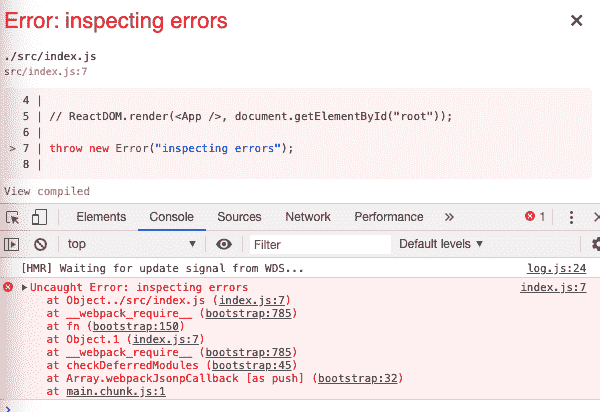 Error: inspecting errors
./src/index.js
src/index.js:7
4 |
5 | // ReactDOM.render(<App />, document.getElementById("root"));
6 |
> 7 | throw new Error("inspecting errors");
8 |
View compiled
Elements Console Sources Network Performance » 1
top ▼ Filter Default levels ▼
[HMR] Waiting for update signal from WDS... log.js:24
▶Uncaught Error: inspecting errors index.js:7
at Object../src/index.js (index.js:7)
at __webpack_require__ (bootstrap:785)
at fn (bootstrap:150)
at Object.1 (index.js:7)
at __webpack_require__ (bootstrap:785)
at checkDeferredModules (bootstrap:45)
at Array.webpackJsonpCallback [as push] (bootstrap:32)
at main.chunk.js:1
>